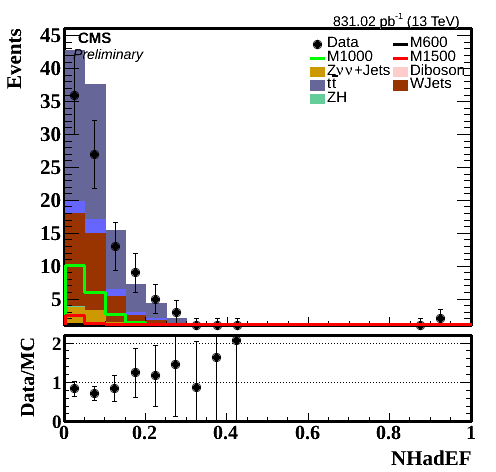 831.02 pb⁻¹ (13 TeV)
CMS
Preliminary
Events
45
40
35
30
25
20
15
10
5
Data
M600
M1000
M1500
Zνν+Jets
Diboson
tt̄
WJets
ZH
Data/MC
2
1
0
0
0.2
0.4
0.6
0.8
1
NHadEF